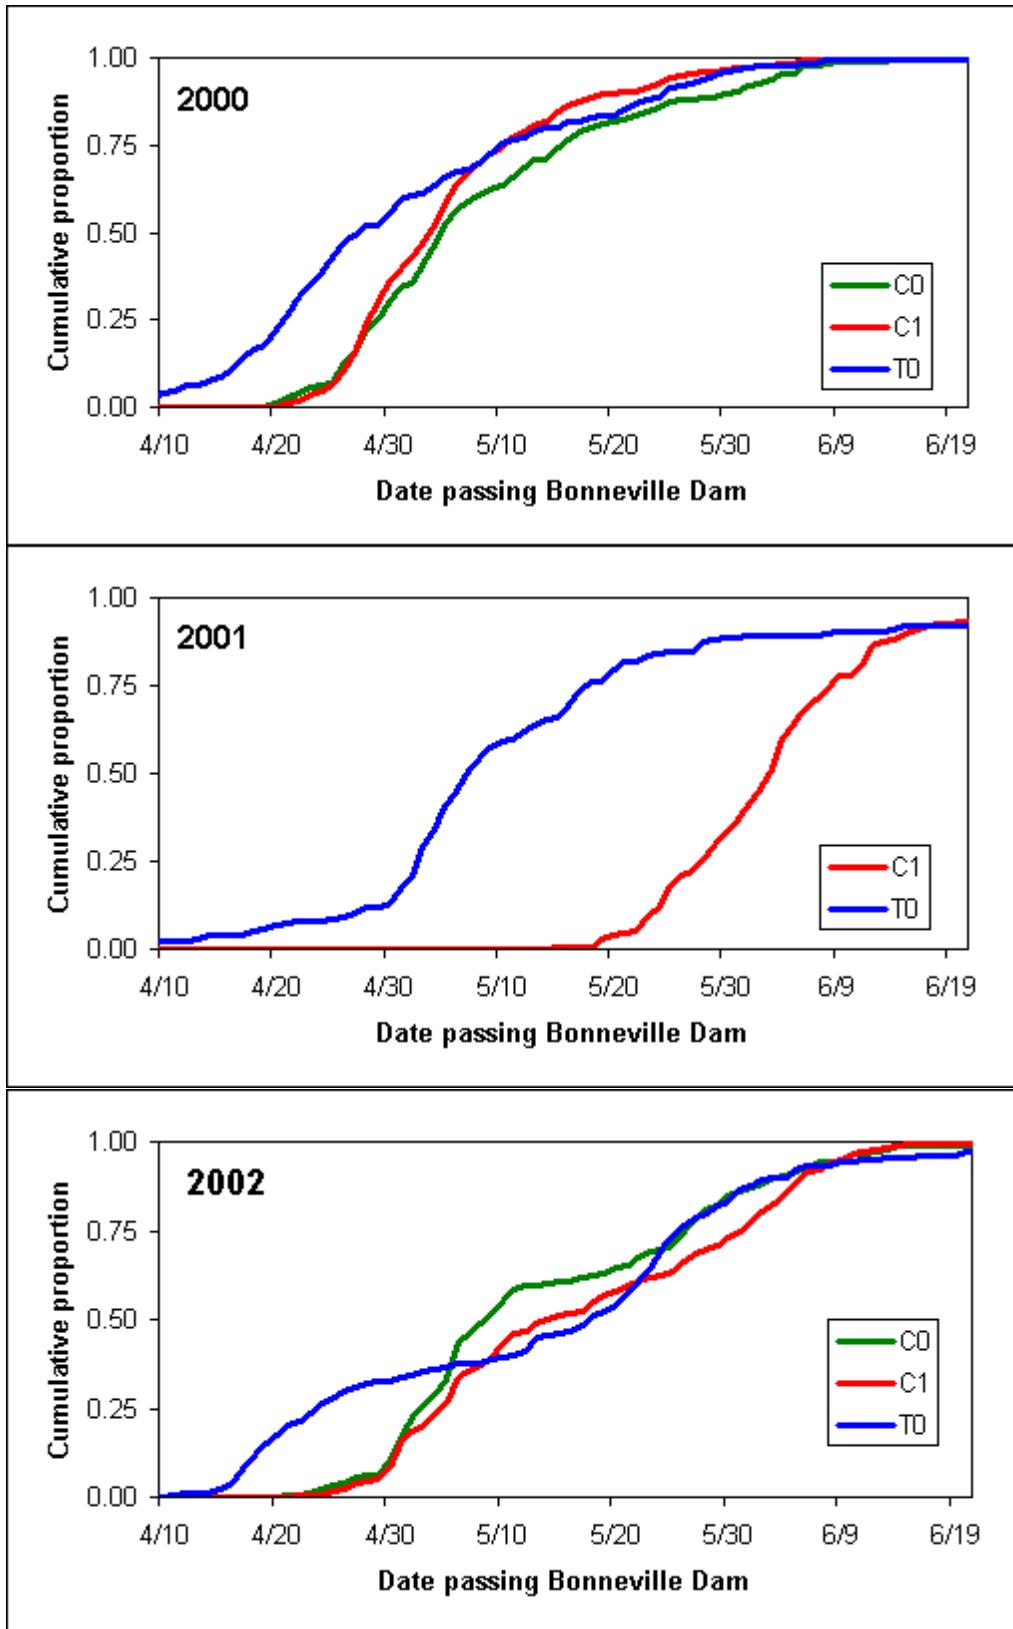 2000
Cumulative proportion
1.00
0.75
0.50
0.25
0.00
4/10 4/20 4/30 5/10 5/20 5/30 6/9 6/19
Date passing Bonneville Dam
C0
C1
T0
2001
Cumulative proportion
1.00
0.75
0.50
0.25
0.00
4/10 4/20 4/30 5/10 5/20 5/30 6/9 6/19
Date passing Bonneville Dam
C1
T0
2002
Cumulative proportion
1.00
0.75
0.50
0.25
0.00
4/10 4/20 4/30 5/10 5/20 5/30 6/9 6/19
Date passing Bonneville Dam
C0
C1
T0